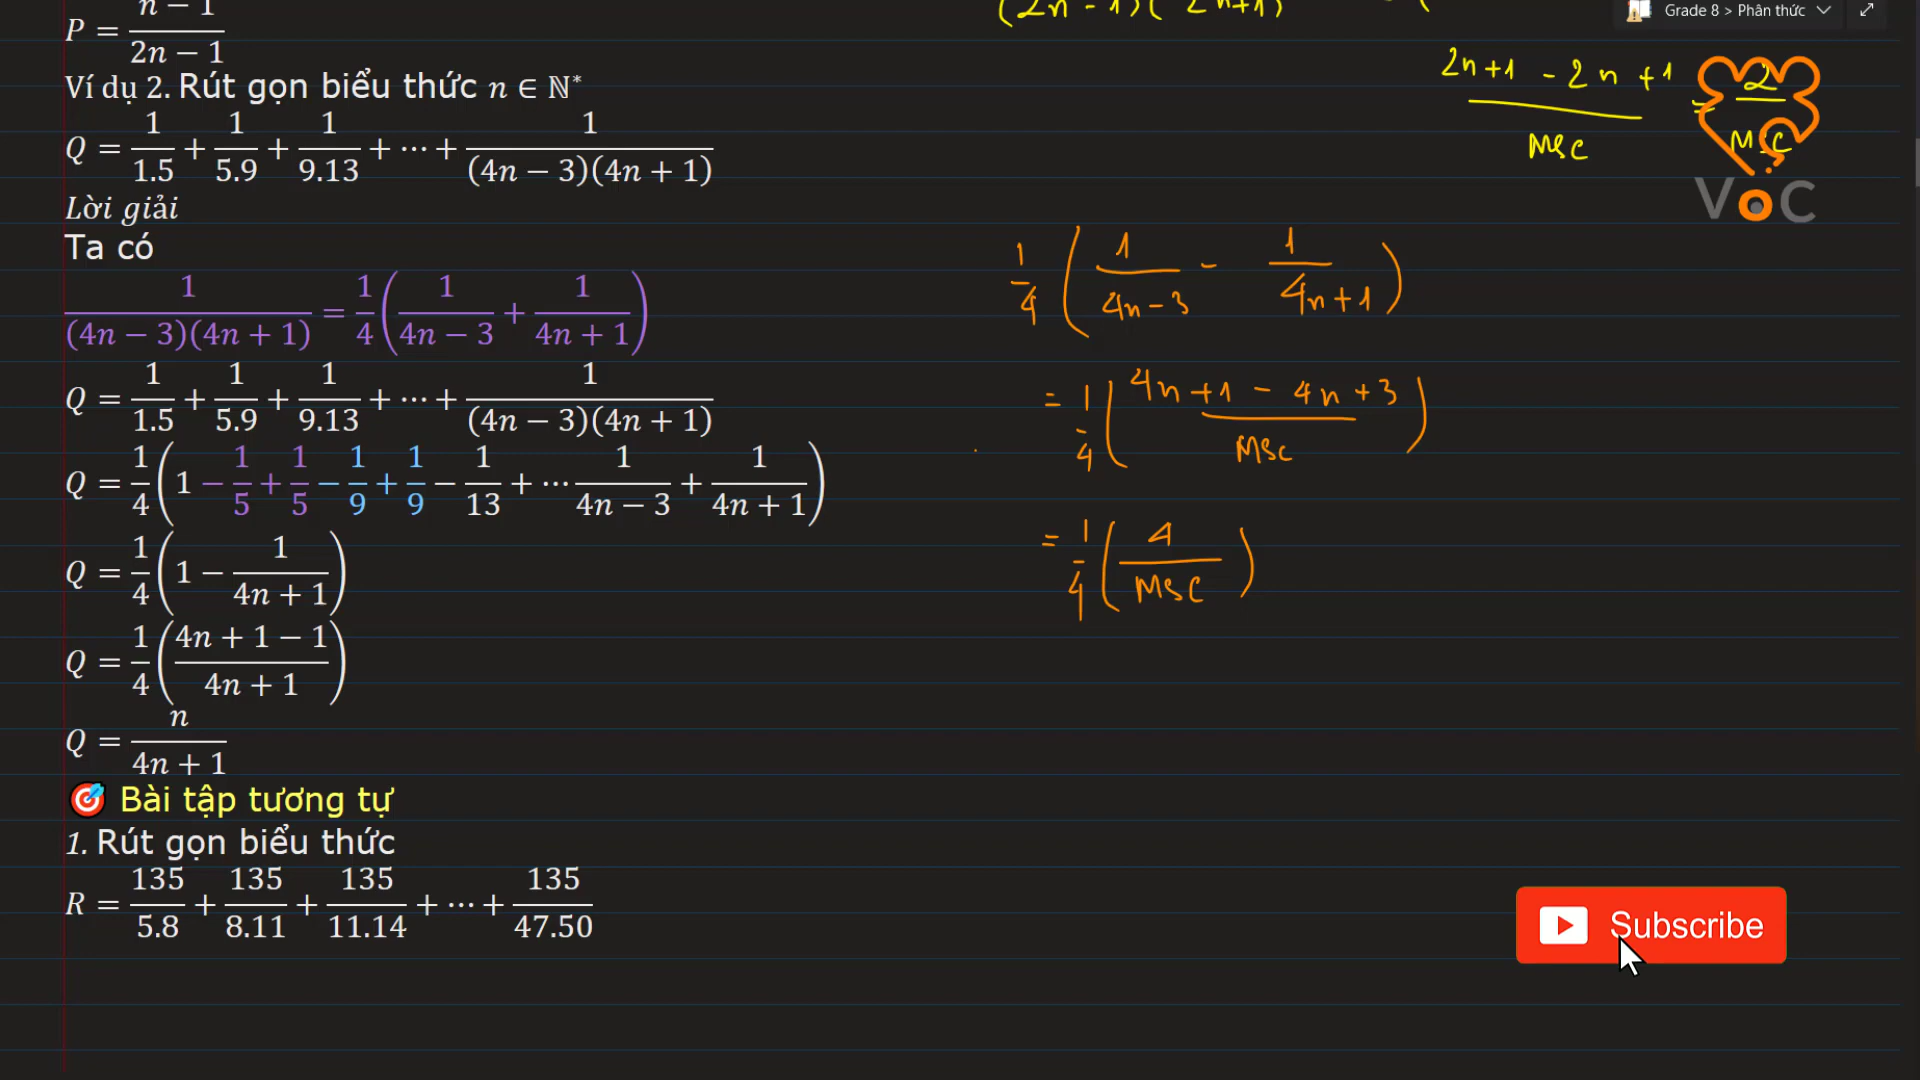 P = (n − 1)/(2n − 1)
(2n - 1)( 2n+1)
Grade 8 > Phân thức
Ví dụ 2. Rút gọn biểu thức n ∈ ℕ*
(2n+1 - 2n + 1)/MSC = 2/MSC
Q = 1/1.5 + 1/5.9 + 1/9.13 + ⋯ + 1/((4n − 3)(4n + 1))
VOC
Lời giải
Ta có
1/((4n − 3)(4n + 1)) = 1/4 (1/(4n − 3) + 1/(4n + 1))
1/4 ( 1/(4n - 3) - 1/(4n + 1) )
Q = 1/1.5 + 1/5.9 + 1/9.13 + ⋯ + 1/((4n − 3)(4n + 1))
= 1/4 ( (4n + 1 - 4n + 3)/MSC )
Q = 1/4 (1 − 1/5 + 1/5 − 1/9 + 1/9 − 1/13 + ⋯ 1/(4n − 3) + 1/(4n + 1))
Q = 1/4 (1 − 1/(4n + 1))
= 1/4 ( 4/MSC )
Q = 1/4 ((4n + 1 − 1)/(4n + 1))
Q = n/(4n + 1)
🎯 Bài tập tương tự
1. Rút gọn biểu thức
R = 135/5.8 + 135/8.11 + 135/11.14 + ⋯ + 135/47.50
Subscribe